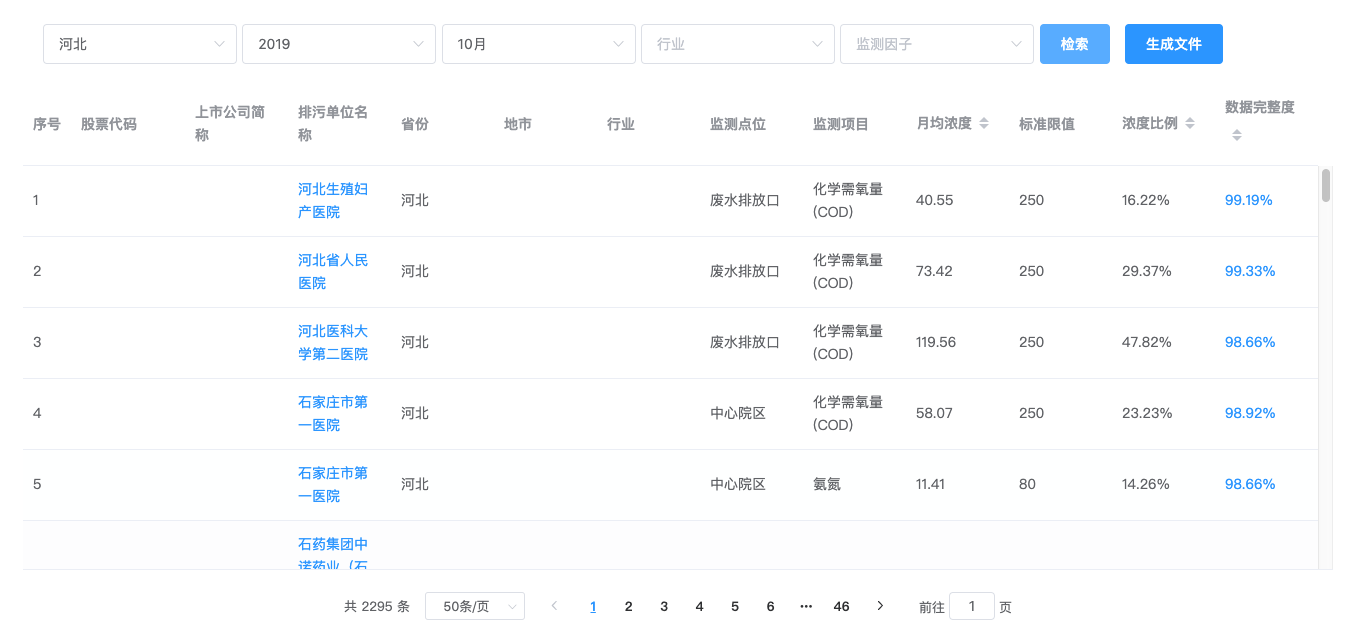 河北 2019 10月 行业 监测因子 检索 生成文件
序号 股票代码 上市公司简称 排污单位名称 省份 地市 行业 监测点位 监测项目 月均浓度 标准限值 浓度比例 数据完整度
1 河北生殖妇产医院 河北 废水排放口 化学需氧量(COD) 40.55 250 16.22% 99.19%
2 河北省人民医院 河北 废水排放口 化学需氧量(COD) 73.42 250 29.37% 99.33%
3 河北医科大学第二医院 河北 废水排放口 化学需氧量(COD) 119.56 250 47.82% 98.66%
4 石家庄市第一医院 河北 中心院区 化学需氧量(COD) 58.07 250 23.23% 98.92%
5 石家庄市第一医院 河北 中心院区 氨氮 11.41 80 14.26% 98.66%
石药集团中诺药业（石
共 2295 条 50条/页 1 2 3 4 5 6 ··· 46 前往 1 页